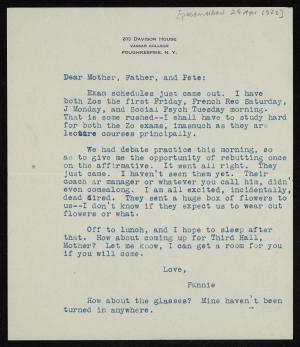 [postmarked 24 Apr 1922]
203 DAVISON HOUSE
VASSAR COLLEGE
POUGHKEEPSIE, N. Y.
Dear Mother, Father, and Pete:
Exam schedules just came out. I have
both Zos the first Friday, French Rec Saturday,
J Monday, and Social Psych Tuesday morning.
That is some rushed--I shall have to study hard
for both the Zo exams, inasmuch as they are
lecture courses principally.
We had debate practice this morning, so
as to give me the opportunity of rebutting once
on the affirmative. It went all right. They
just came. I haven't seen them yet. Their
coach or manager or whatever you call him, didn't
even comealong. I am all excited, incidentally,
dead tired. They sent a huge box of flowers to
us--I don't know if they expect us to wear cut
flowers or what.
Off to lunch, and I hope to sleep after
that. How about coming up for Third Hall,
Mother? Let me know, I can get a room for you
if you will come.
Love,
Fannie
How about the glasses? Mine haven't been
turned in anywhere.